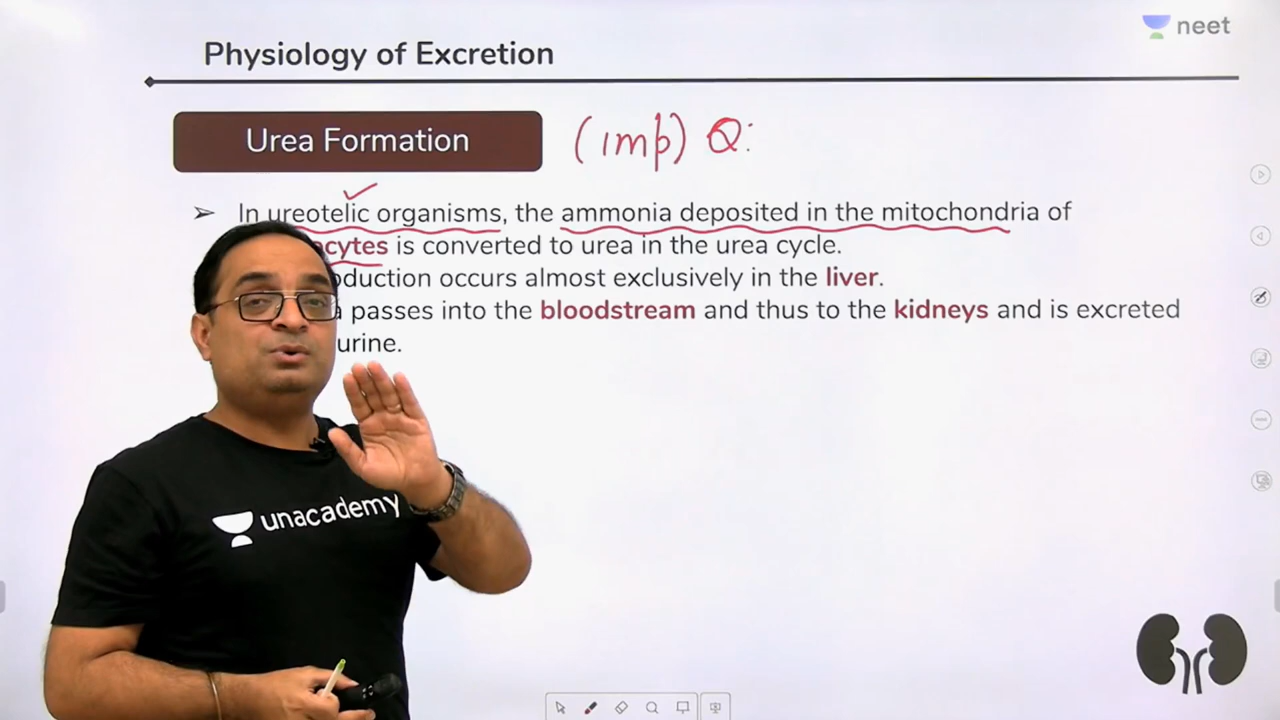 neet
Physiology of Excretion
Urea Formation (Imp) Q:
➢ In ureotelic organisms, the ammonia deposited in the mitochondria of
is converted to urea in the urea cycle.
occurs almost exclusively in the liver.
passes into the bloodstream and thus to the kidneys and is excreted
urine.
unacademy